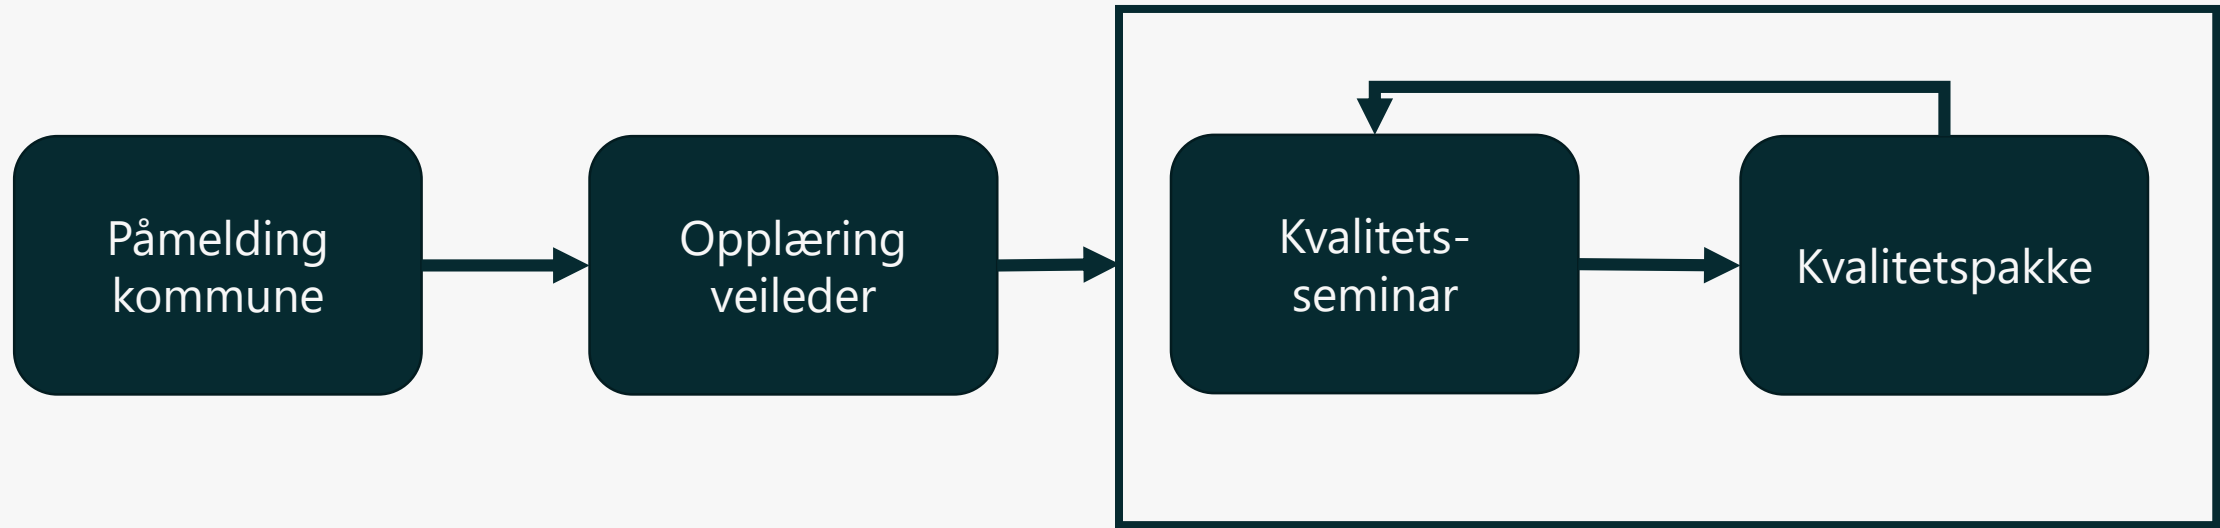 Påmelding
kommune
Opplæring
veileder
Kvalitets-
seminar
Kvalitetspakke